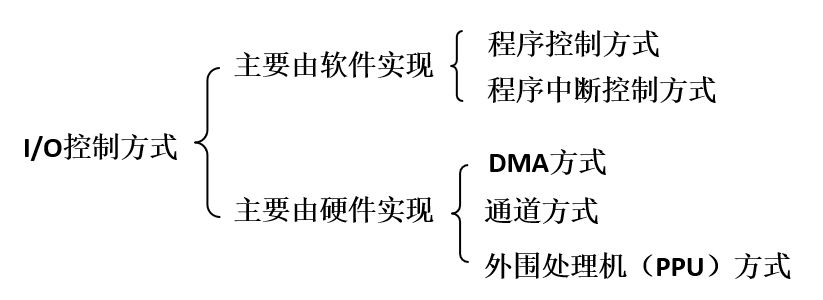 I/O控制方式
主要由软件实现
程序控制方式
程序中断控制方式
主要由硬件实现
DMA方式
通道方式
外围处理机（PPU）方式